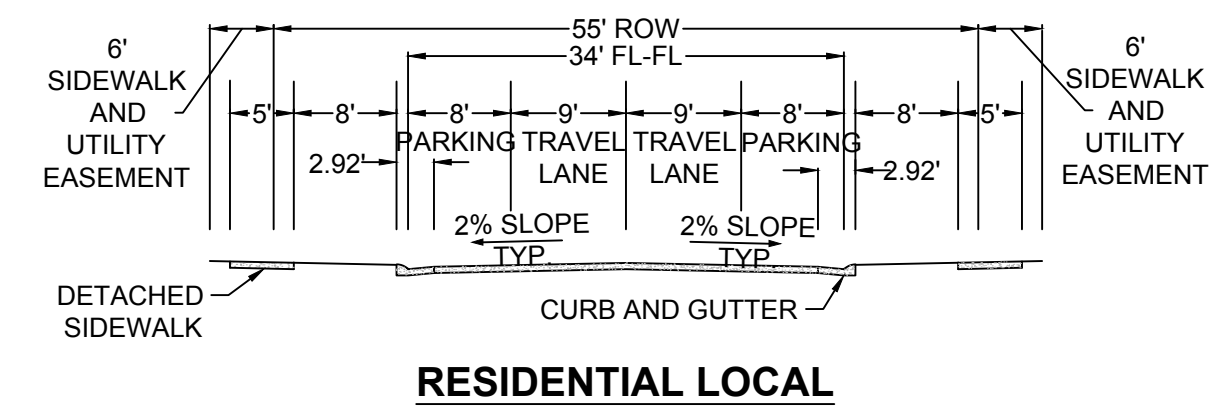 55' ROW
34' FL-FL
6'
SIDEWALK
AND
UTILITY
EASEMENT
5'
8'
8'
PARKING
9'
TRAVEL
LANE
9'
TRAVEL
LANE
8'
PARKING
8'
5'
6'
SIDEWALK
AND
UTILITY
EASEMENT
2.92'
2.92'
2% SLOPE
TYP.
2% SLOPE
TYP.
DETACHED
SIDEWALK
CURB AND GUTTER
RESIDENTIAL LOCAL